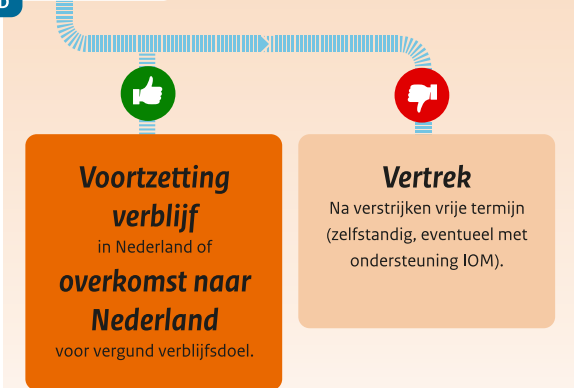 D
Voortzetting
verblijf
in Nederland of
overkomst naar
Nederland
voor vergund verblijfsdoel.
Vertrek
Na verstrijken vrije termijn
(zelfstandig, eventueel met
ondersteuning IOM).